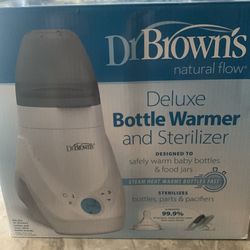 Dr Brown's
natural flow®
Deluxe
Bottle Warmer
and Sterilizer
DESIGNED TO
safely warm baby bottles
& food jars
STEAM HEAT WARMS BOTTLES FAST
STERILIZES
bottles, parts & pacifiers
99.9%
Dr Brown's